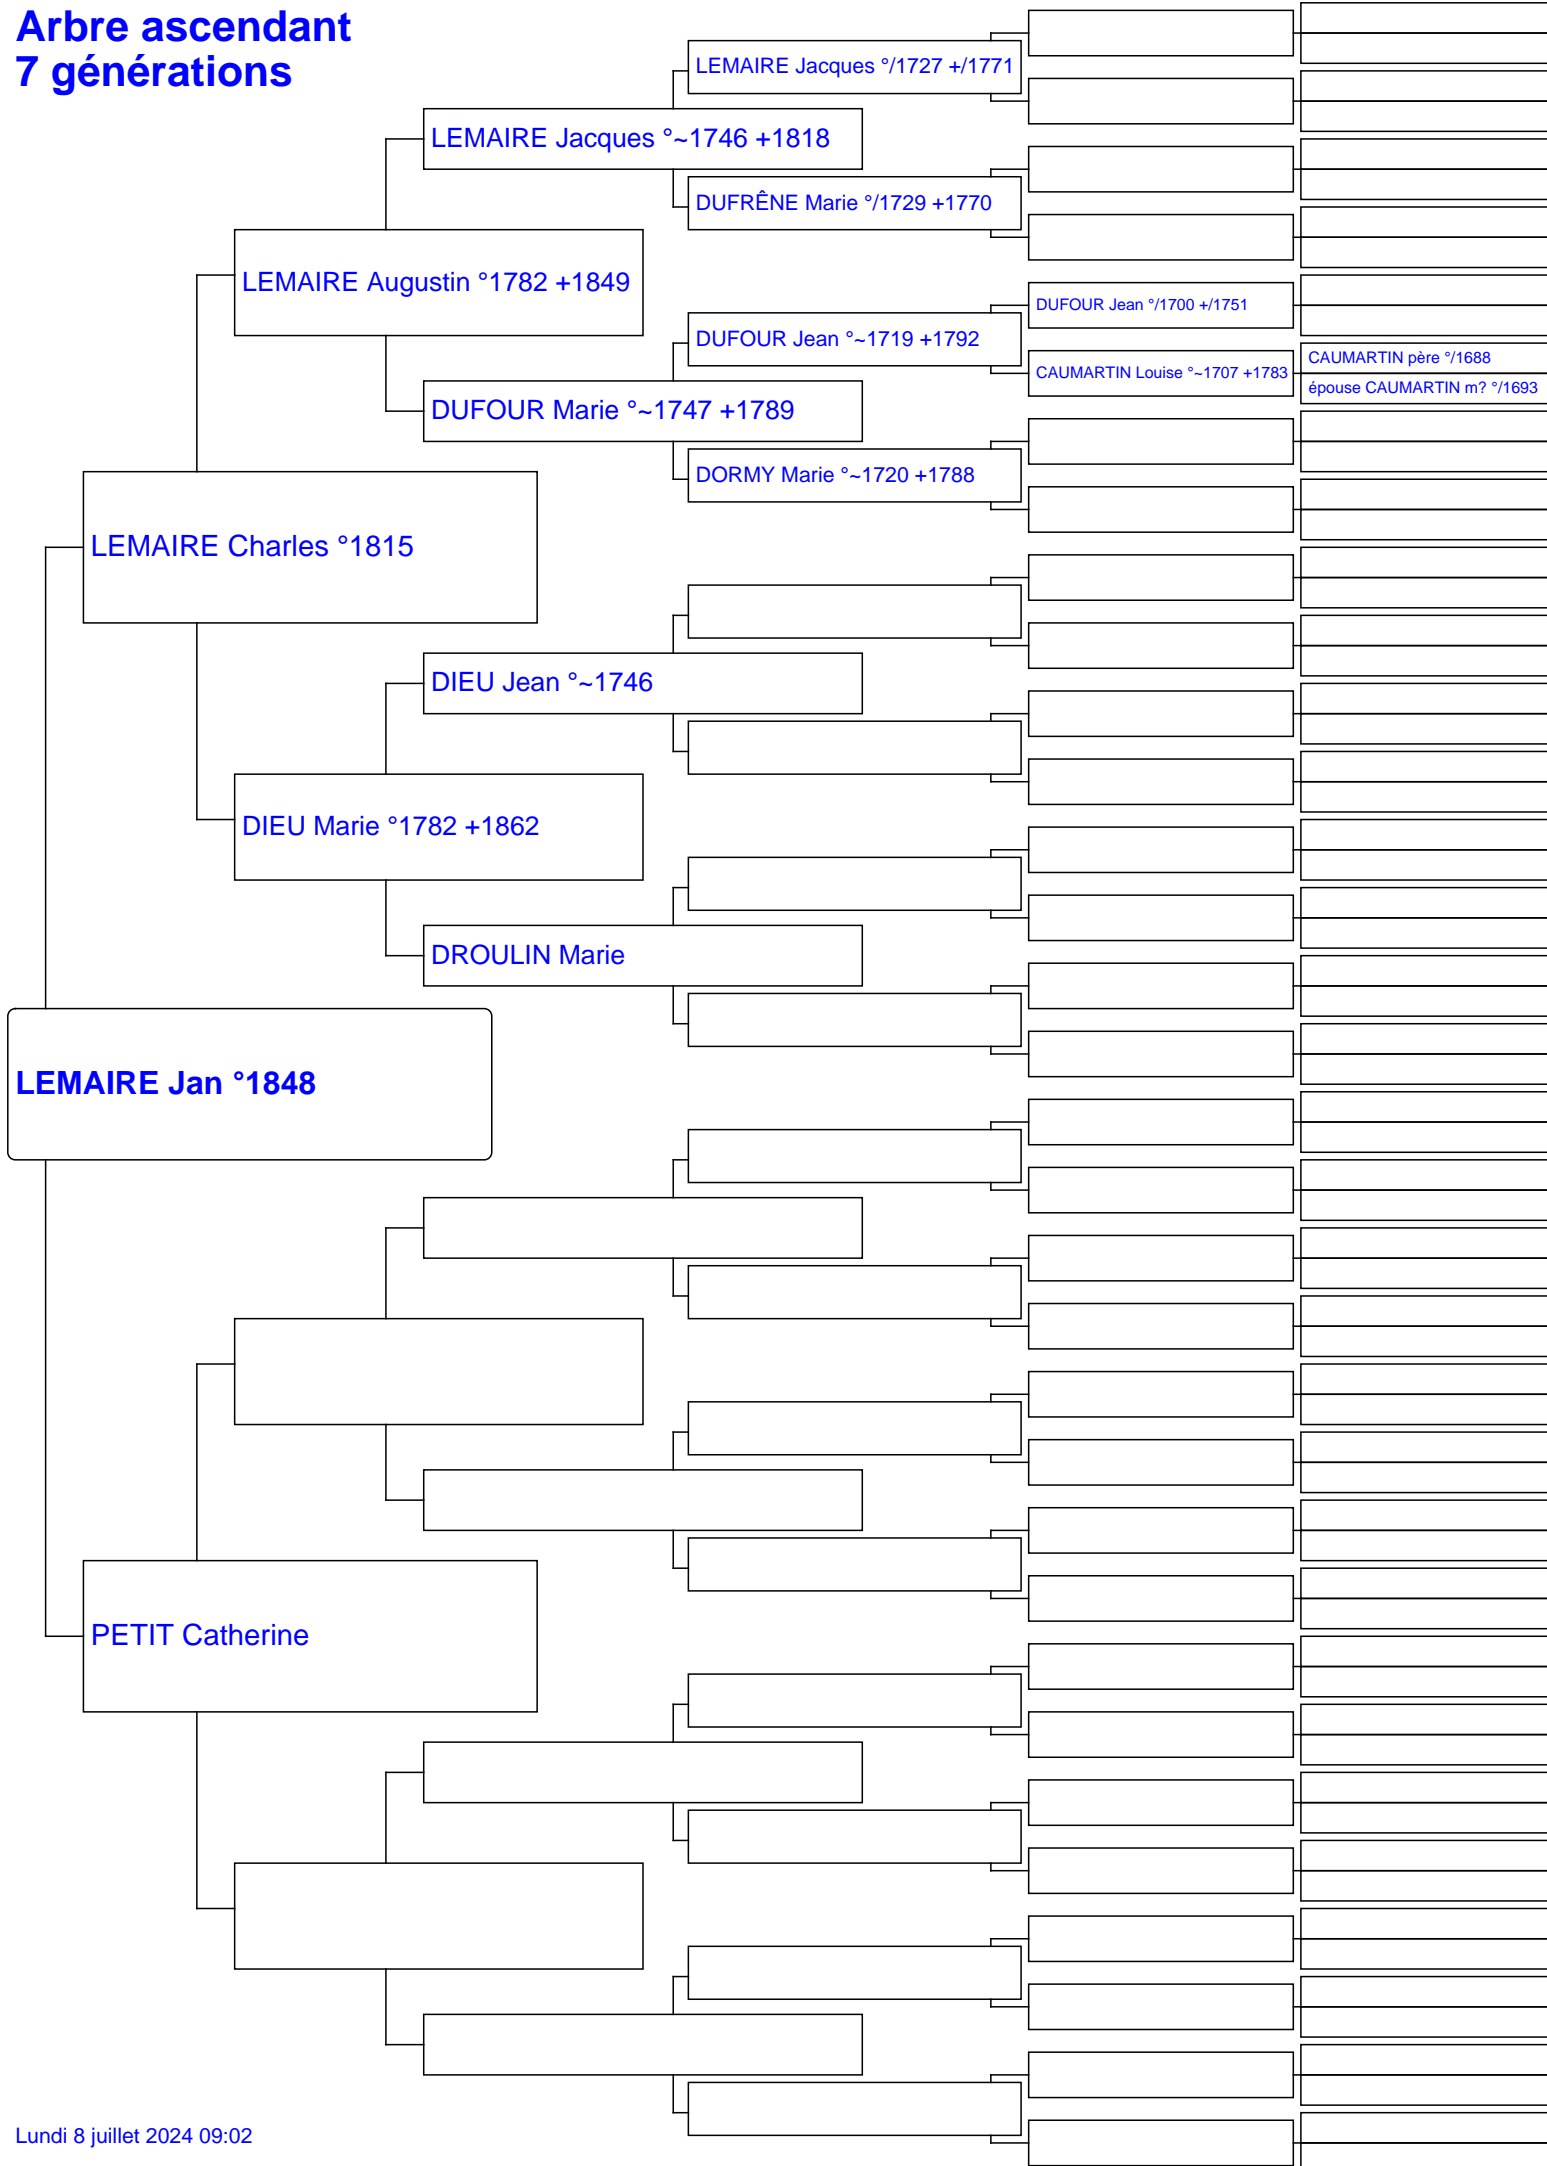 Arbre ascendant
7 générations
LEMAIRE Jacques °/1727 +/1771
LEMAIRE Jacques °~1746 +1818
DUFRÊNE Marie °/1729 +1770
LEMAIRE Augustin °1782 +1849
DUFOUR Jean °/1700 +/1751
DUFOUR Jean °~1719 +1792
CAUMARTIN père °/1688
CAUMARTIN Louise °~1707 +1783
épouse CAUMARTIN m? °/1693
DUFOUR Marie °~1747 +1789
DORMY Marie °~1720 +1788
LEMAIRE Charles °1815
DIEU Jean °~1746
DIEU Marie °1782 +1862
DROULIN Marie
LEMAIRE Jan °1848
PETIT Catherine
Lundi 8 juillet 2024 09:02